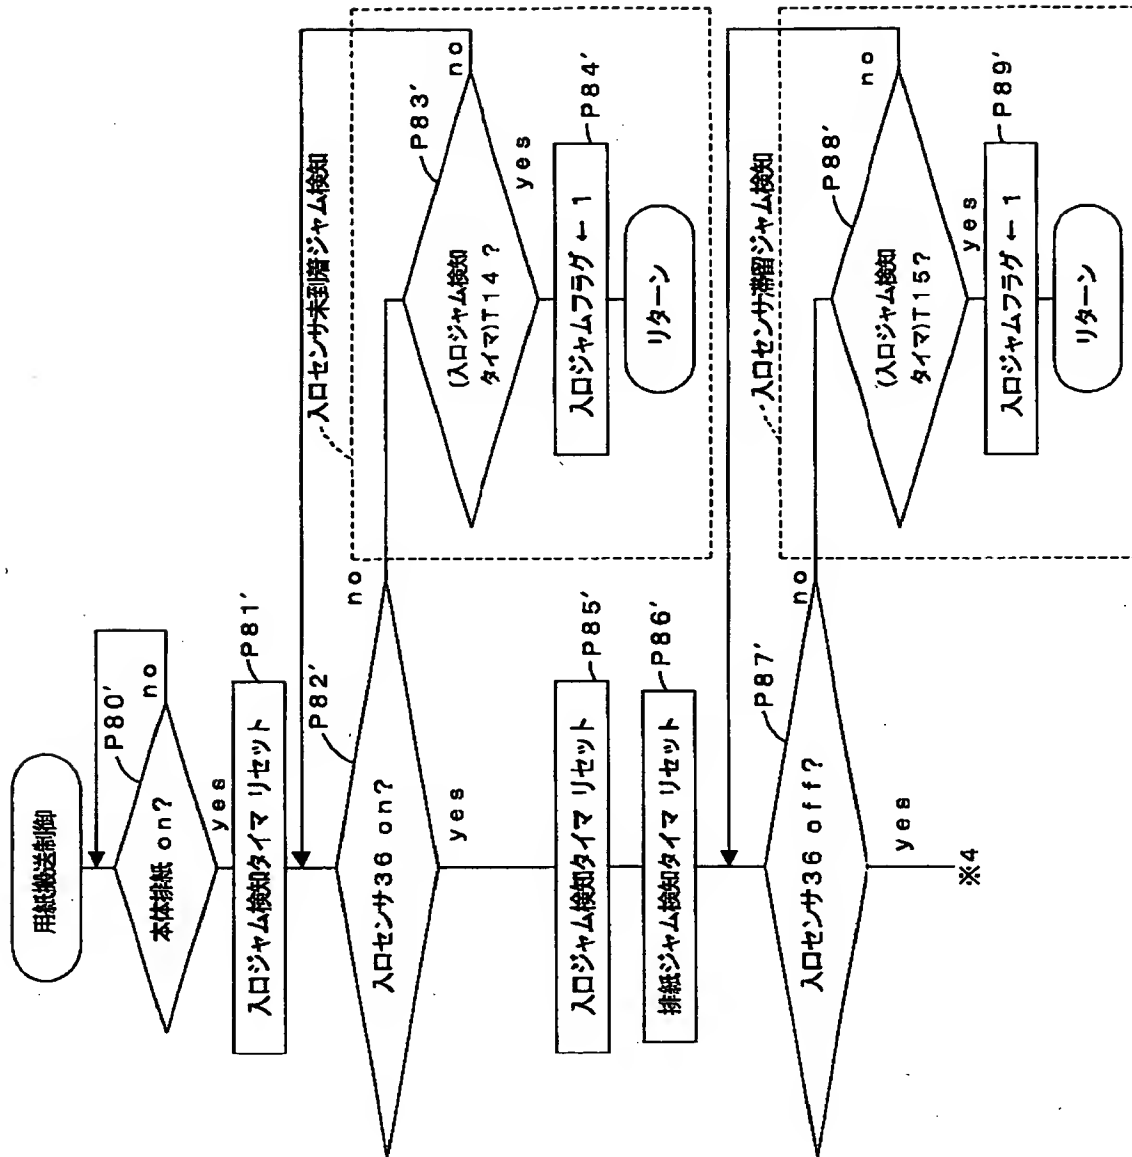 用紙搬送制御
本体排紙 on?
P80′
no
yes
入口ジャム検知タイマ リセット
P81′
入口センサ36 on?
P82′
no
yes
入口センサ未到着ジャム検知
(入口ジャム検知
タイマ)T14?
P83′
no
yes
入口ジャムフラグ←1
P84′
リターン
入口ジャム検知タイマ リセット
P85′
排紙ジャム検知タイマ リセット
P86′
入口センサ36 off?
P87′
no
yes
※4
入口センサ滞留ジャム検知
(入口ジャム検知
タイマ)T15?
P88′
no
yes
入口ジャムフラグ←1
P89′
リターン